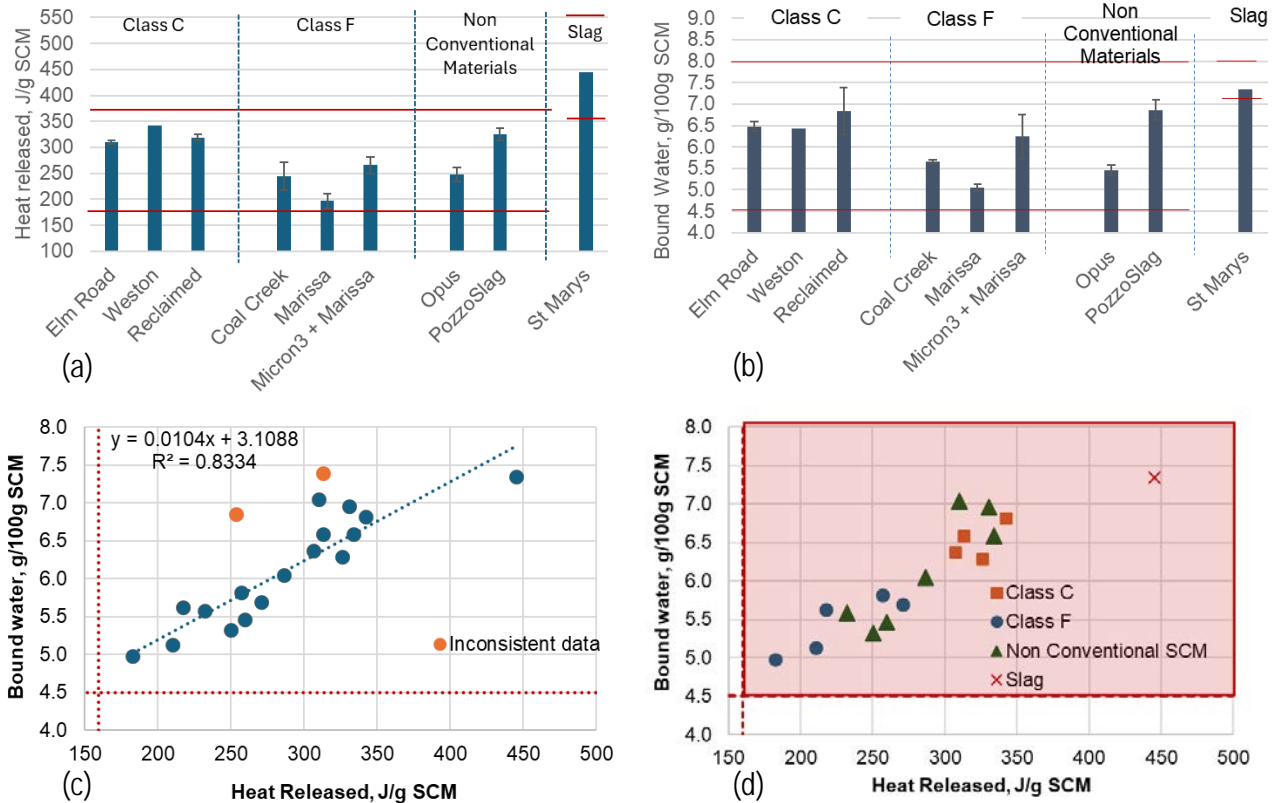 550
500
450
400
350
300
250
200
150
100
Heat released, J/g SCM
Class C
Class F
Non
Conventional
Materials
Slag
Elm Road
Weston
Reclaimed
Coal Creek
Marissa
Micron3 + Marissa
Opus
PozzoSlag
St Marys
(a)
9.0
8.5
8.0
7.5
7.0
6.5
6.0
5.5
5.0
4.5
4.0
Bound Water, g/100g SCM
Class C
Class F
Non
Conventional
Materials
Slag
Elm Road
Weston
Reclaimed
Coal Creek
Marissa
Micron3 + Marissa
Opus
PozzoSlag
St Marys
(b)
8.0
7.5
7.0
6.5
6.0
5.5
5.0
4.5
4.0
Bound water, g/100g SCM
y = 0.0104x + 3.1088
R² = 0.8334
Inconsistent data
150 200 250 300 350 400 450 500
(c)
Heat Released, J/g SCM
8.0
7.5
7.0
6.5
6.0
5.5
5.0
4.5
4.0
Bound water, g/100g SCM
Class C
Class F
Non Conventional SCM
Slag
150 200 250 300 350 400 450 500
(d)
Heat Released, J/g SCM